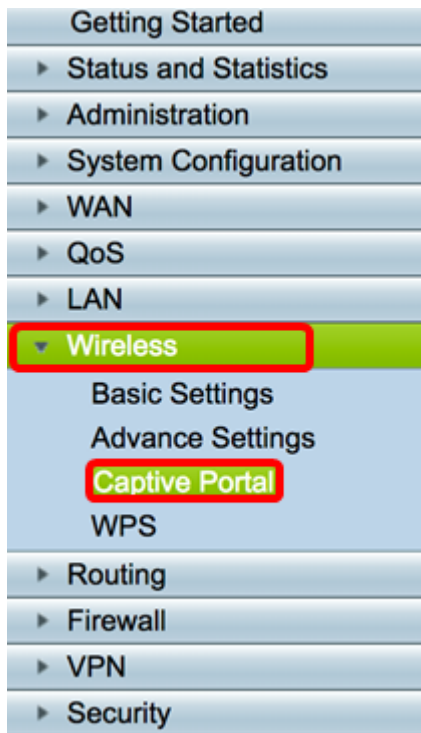 Getting Started
Status and Statistics
Administration
System Configuration
WAN
QoS
LAN
Wireless
Basic Settings
Advance Settings
Captive Portal
WPS
Routing
Firewall
VPN
Security